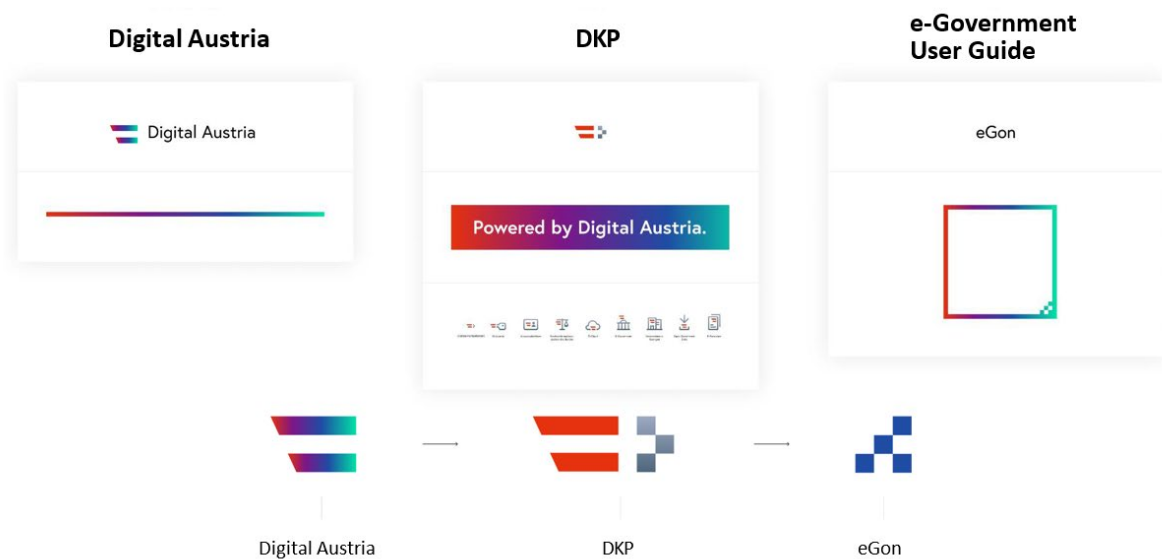 Digital Austria
DKP
e-Government
User Guide
Digital Austria
eGon
Powered by Digital Austria.
Digital Austria
DKP
eGon